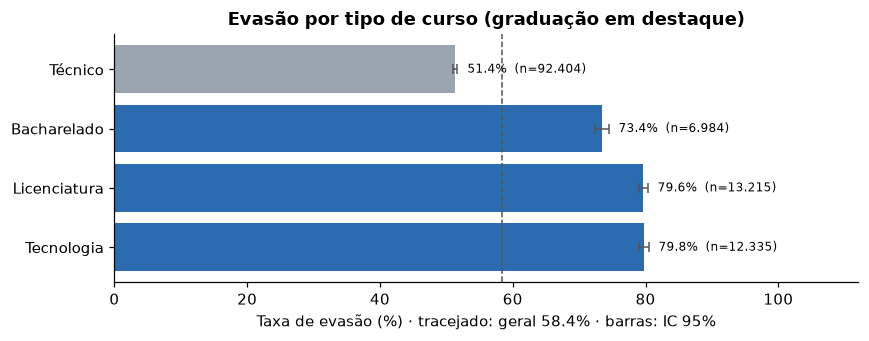 Evasão por tipo de curso (graduação em destaque)
Técnico
51.4% (n=92.404)
Bacharelado
73.4% (n=6.984)
Licenciatura
79.6% (n=13.215)
Tecnologia
79.8% (n=12.335)
0 20 40 60 80 100
Taxa de evasão (%) · tracejado: geral 58.4% · barras: IC 95%